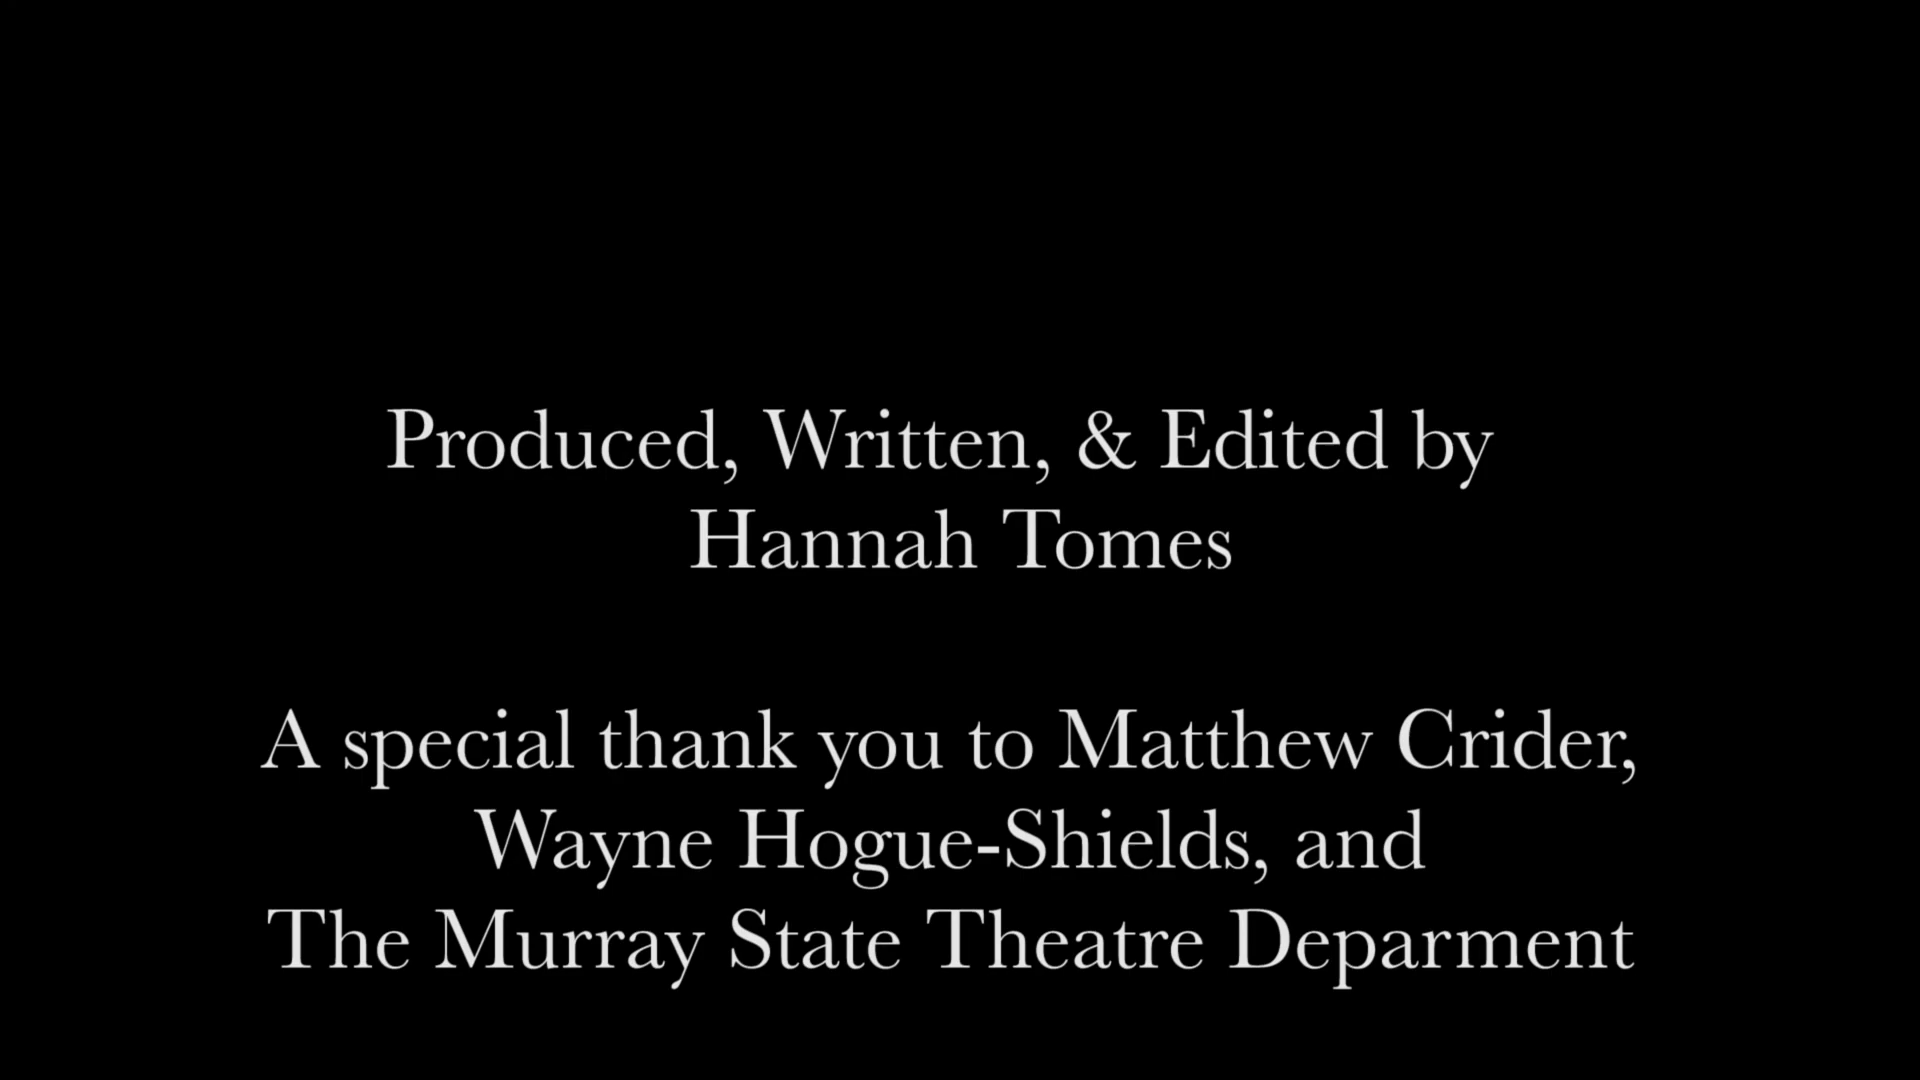 Produced, Written, & Edited by
Hannah Tomes
A special thank you to Matthew Crider,
Wayne Hogue-Shields, and
The Murray State Theatre Deparment